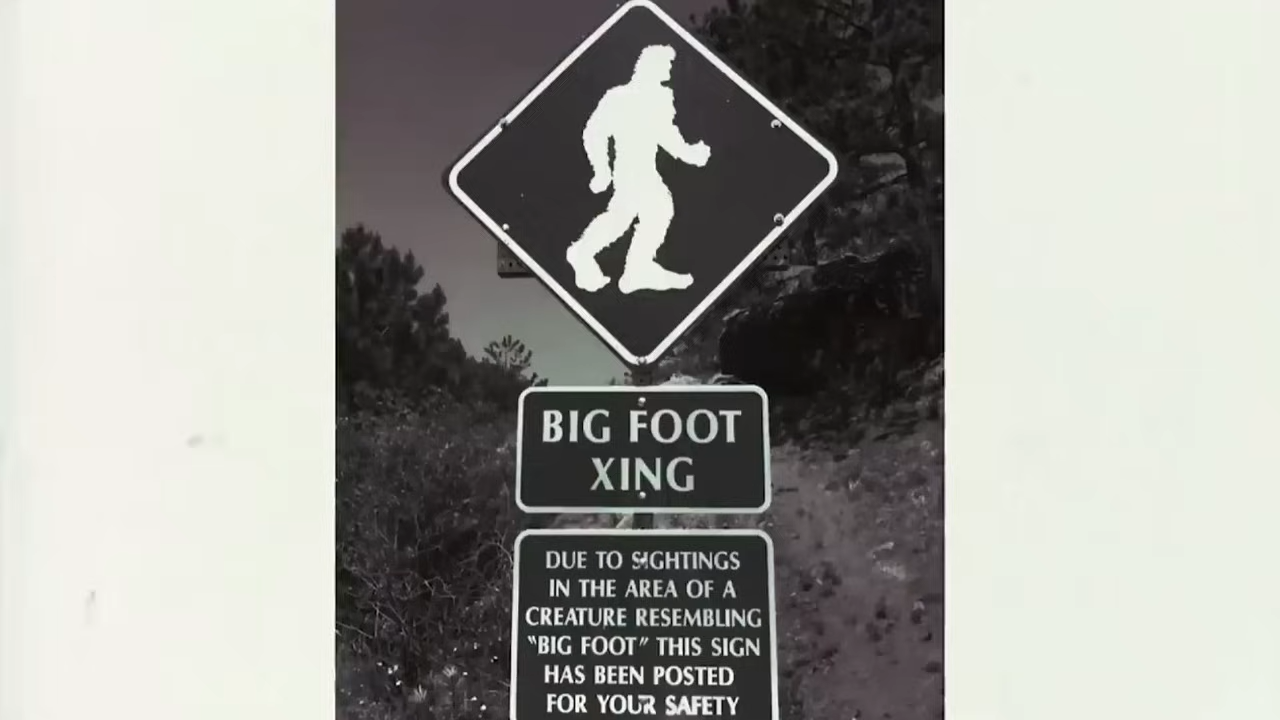 BIG FOOT
XING
DUE TO SIGHTINGS
IN THE AREA OF A
CREATURE RESEMBLING
"BIG FOOT" THIS SIGN
HAS BEEN POSTED
FOR YOUR SAFETY